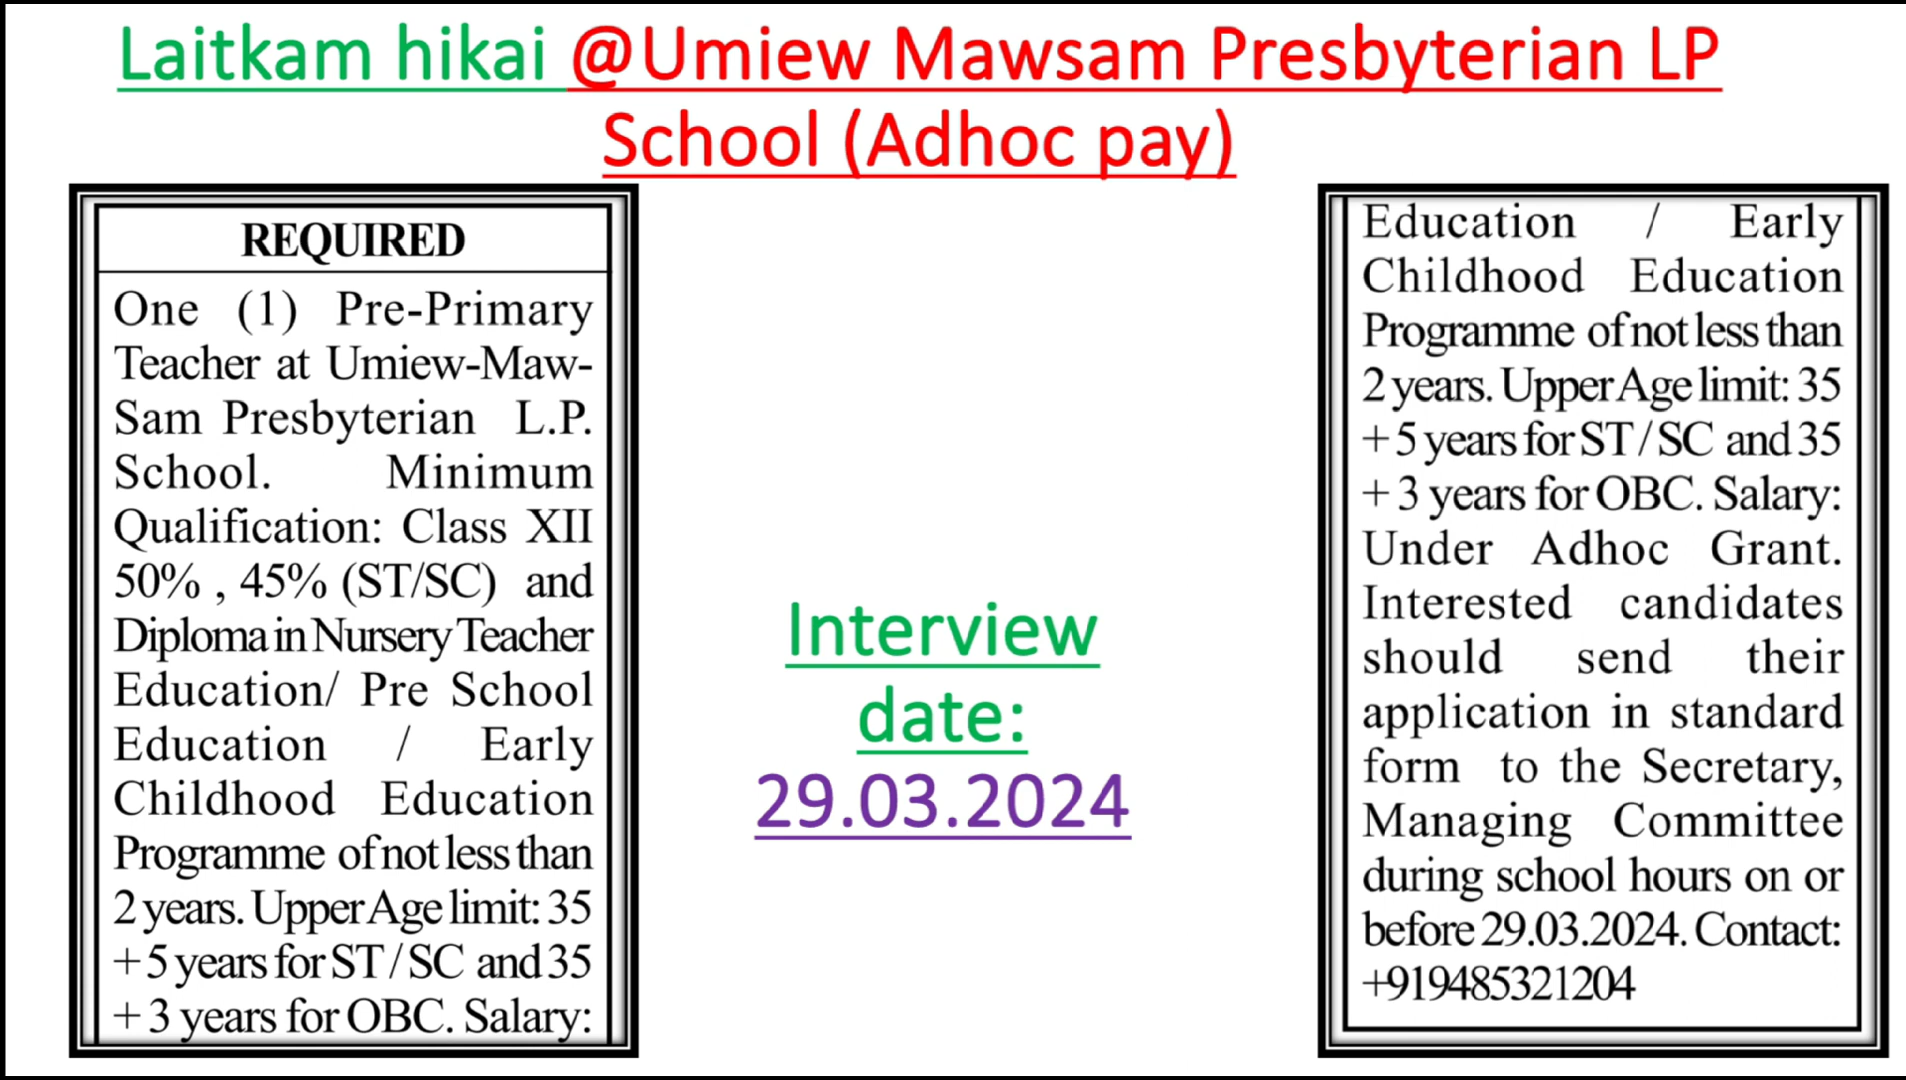 Laitkam hikai @Umiew Mawsam Presbyterian LP
School (Adhoc pay)
REQUIRED
One (1) Pre-Primary
Teacher at Umiew-Maw-
Sam Presbyterian L.P.
School. Minimum
Qualification: Class XII
50% , 45% (ST/SC) and
Diploma in Nursery Teacher
Education/ Pre School
Education / Early
Childhood Education
Programme of not less than
2 years. Upper Age limit: 35
+ 5 years for ST / SC and 35
+ 3 years for OBC. Salary:
Interview
date:
29.03.2024
Education / Early
Childhood Education
Programme of not less than
2 years. Upper Age limit: 35
+ 5 years for ST / SC and 35
+ 3 years for OBC. Salary:
Under Adhoc Grant.
Interested candidates
should send their
application in standard
form to the Secretary,
Managing Committee
during school hours on or
before 29.03.2024. Contact:
+919485321204